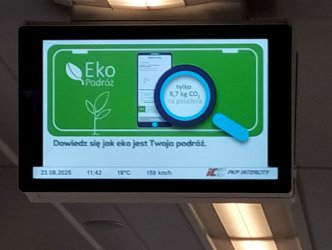 Eko
Podróż
tylko
9,7 kg CO2
na pasażera
Dowiedz się jak eko jest Twoja podróż.
23.08.2025 11:42 18°C 159 km/h PKP INTERCITY